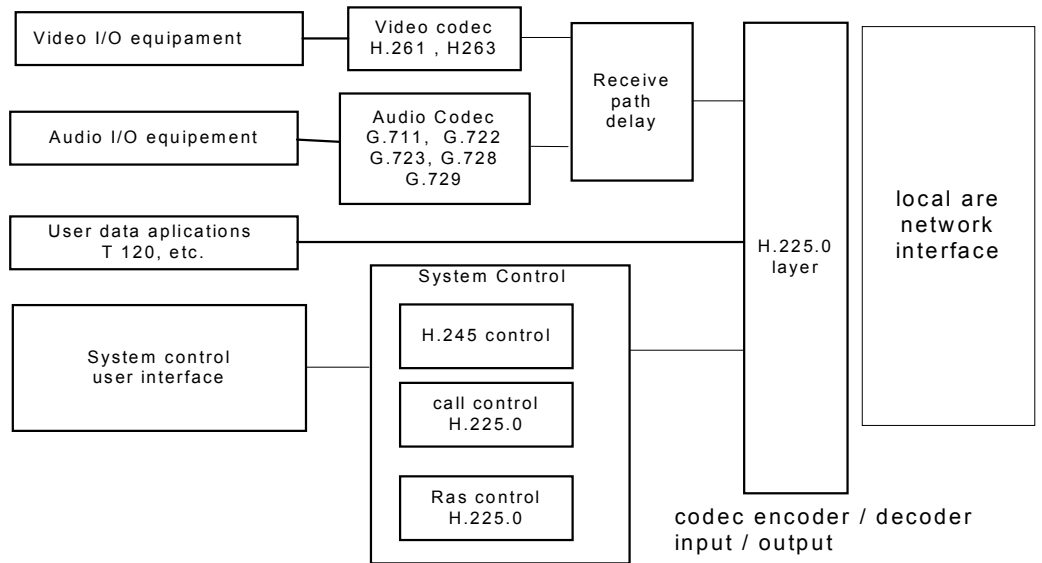 Video I/O equipament
Video codec
H.261 , H263
Receive
path
delay
Audio I/O equipement
Audio Codec
G.711, G.722
G.723, G.728
G.729
User data aplications
T 120, etc.
H.225.0
layer
local are
network
interface
System Control
H.245 control
System control
user interface
call control
H.225.0
Ras control
H.225.0
codec encoder / decoder
input / output